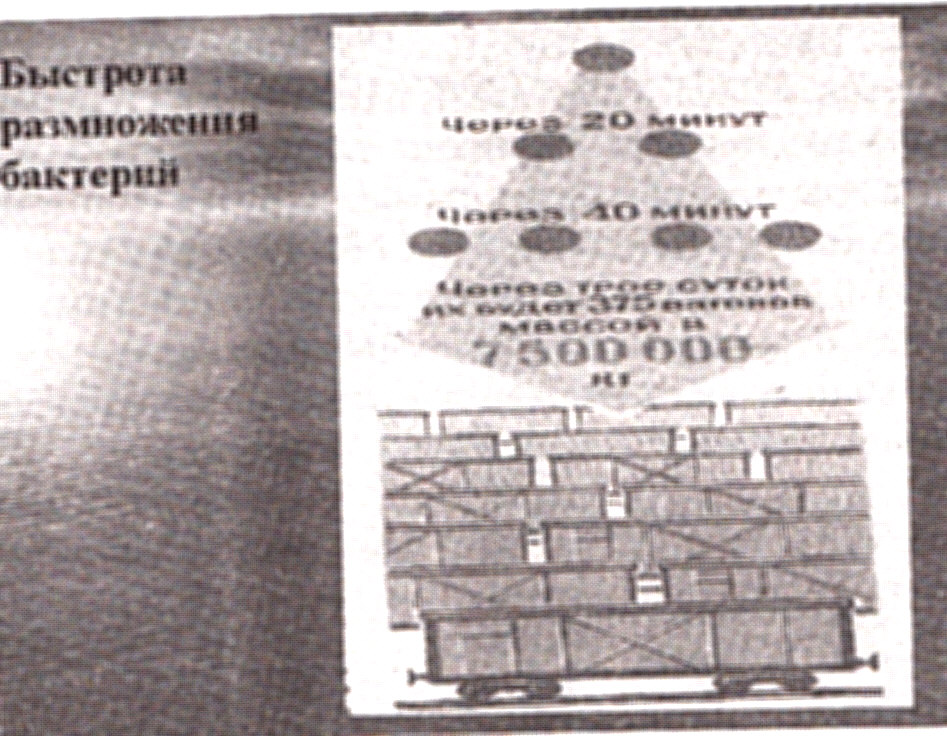 Быстрота
размножения
бактерий
Через 20 минут
Через 40 минут
Через трое суток
их будет 375 вагонов
массой в
7 500 000
кг